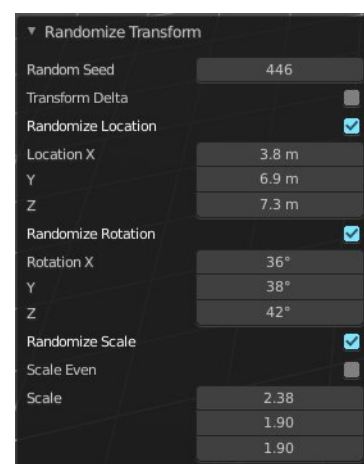 Randomize Transform
Random Seed 446
Transform Delta
Randomize Location
Location X 3.8 m
Y 6.9 m
Z 7.3 m
Randomize Rotation
Rotation X 36°
Y 38°
Z 42°
Randomize Scale
Scale Even
Scale 2.38
1.90
1.90